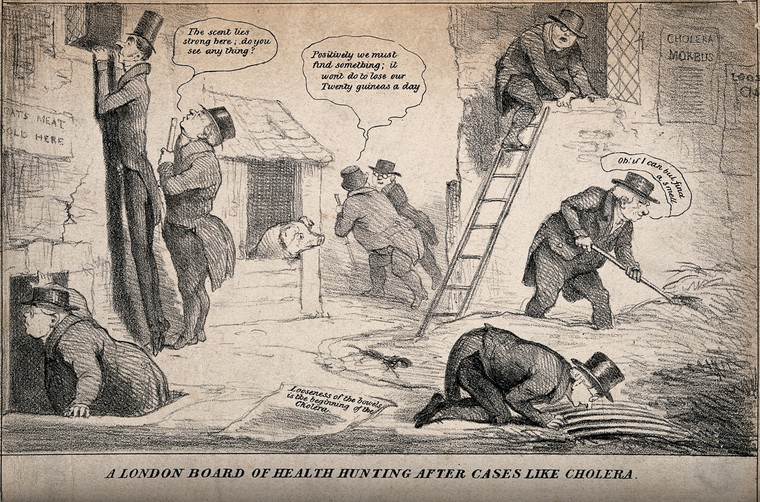 The scent lies
strong here; do you
see any thing?
Positively we must
find something; it
wont do to lose our
Twenty guineas a day
CHOLERA
MORBUS
LOOS
CATS MEAT
SOLD HERE
Oh! if I can but find
a smell
Looseness of the bowels
is the beginning of the
Cholera
A LONDON BOARD OF HEALTH HUNTING AFTER CASES LIKE CHOLERA.